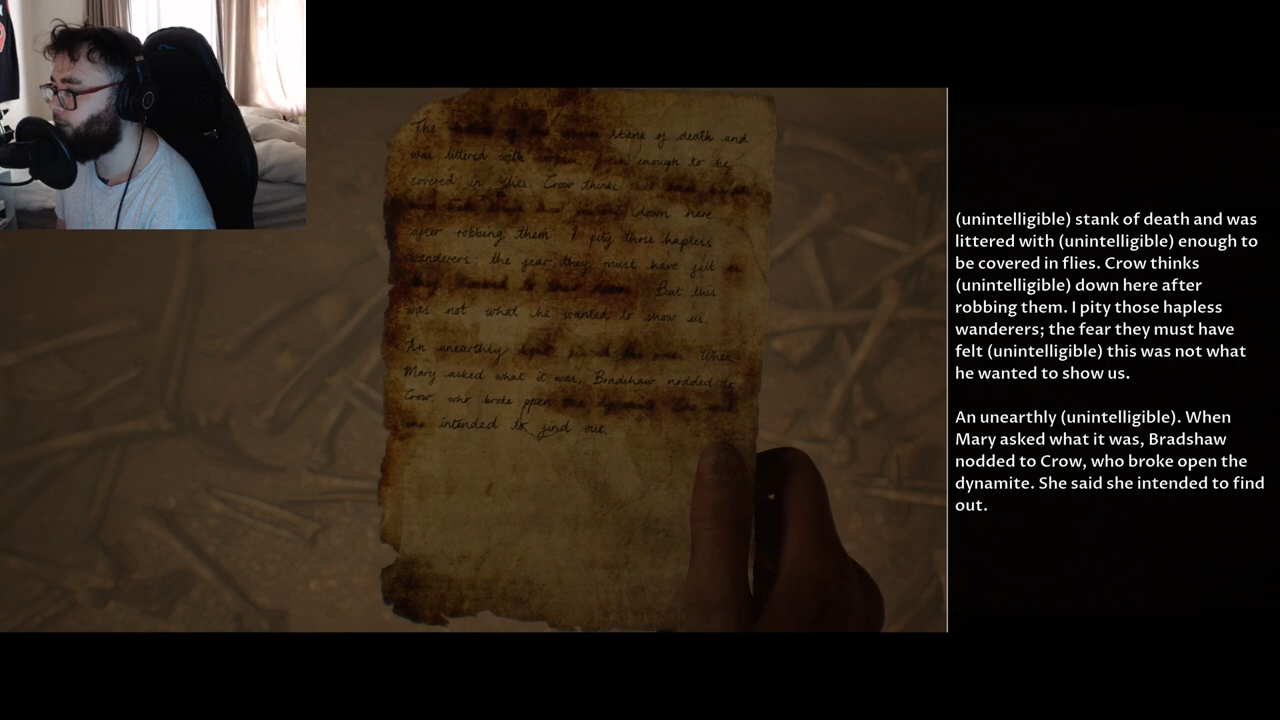 The stank of death and
was littered with enough to be
covered in flies. Crow thinks
down here
after robbing them I pity those hapless
wanderers; the fear they must have felt
But this
was not what he wanted to show us.
An unearthly When
Mary asked what it was, Bradshaw nodded to
Crow, who broke open the dynamite. She said
she intended to find out.
(unintelligible) stank of death and was
littered with (unintelligible) enough to
be covered in flies. Crow thinks
(unintelligible) down here after
robbing them. I pity those hapless
wanderers; the fear they must have
felt (unintelligible) this was not what
he wanted to show us.
An unearthly (unintelligible). When
Mary asked what it was, Bradshaw
nodded to Crow, who broke open the
dynamite. She said she intended to find
out.